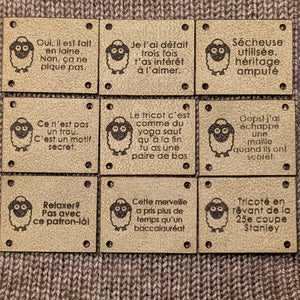 Oui, il est fait
en laine.
Non, ça ne
pique pas.
Je l'ai défait
trois fois
t'as intérêt
à l'aimer.
Sécheuse
utilisée,
héritage
amputé
Ce n'est pas
un trou.
C'est un motif
secret.
Le tricot c'est
comme du
yoga sauf
qu'à la fin
tu as une
paire de bas
Oops! j'ai
échappé
une
maille
quand ils ont
scoré!
Relaxer?
Pas avec
ce patron-là!
Cette merveille
a pris plus de
temps qu'un
baccalauréat
Tricoté en
rêvant de la
25e coupe
Stanley